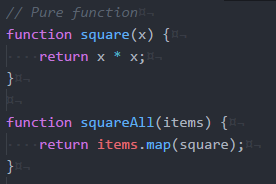 // Pure function
function square(x) {
    return x * x;
}

function squareAll(items) {
    return items.map(square);
}